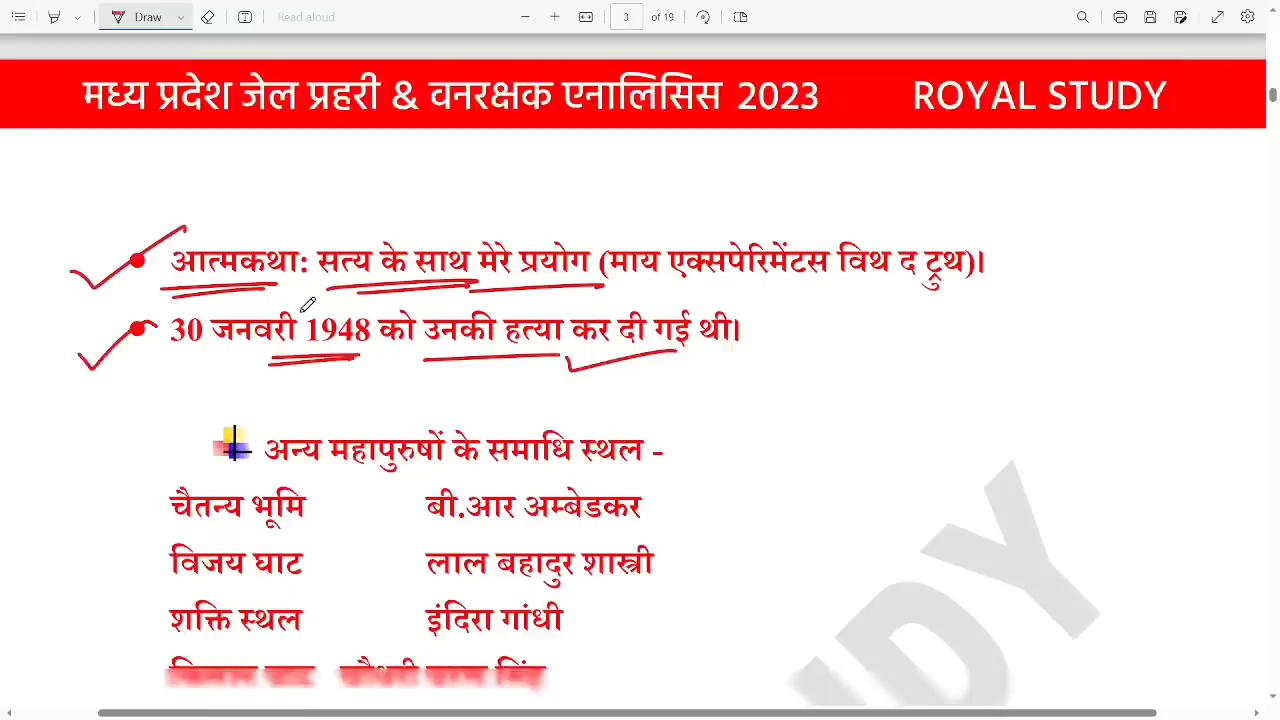 Draw
Read aloud
3
of 19
मध्य प्रदेश जेल प्रहरी & वनरक्षक एनालिसिस 2023 ROYAL STUDY
आत्मकथा: सत्य के साथ मेरे प्रयोग (माय एक्सपेरिमेंटस विथ द ट्रुथ)।
30 जनवरी 1948 को उनकी हत्या कर दी गई थी।
अन्य महापुरुषों के समाधि स्थल -
चैतन्य भूमि बी.आर अम्बेडकर
विजय घाट लाल बहादुर शास्त्री
शक्ति स्थल इंदिरा गांधी